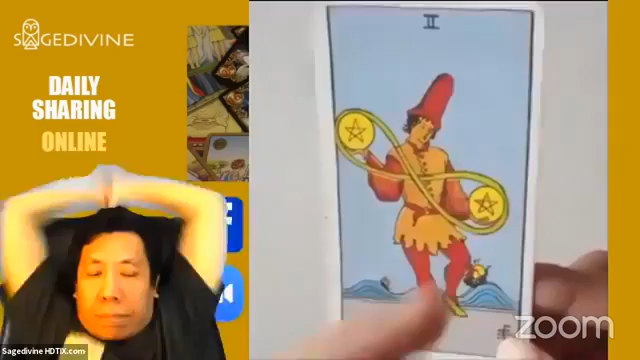 SAGEDIVINE
DAILY
SHARING
ONLINE
II
Sagedivine HDTIX.com
zoom